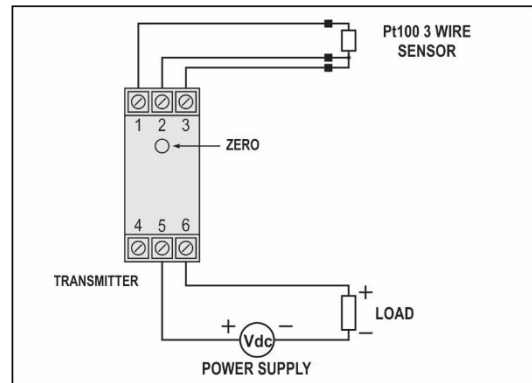 Pt100 3 WIRE
SENSOR
1 2 3
ZERO
4 5 6
TRANSMITTER
+
LOAD
+ Vdc −
−
POWER SUPPLY